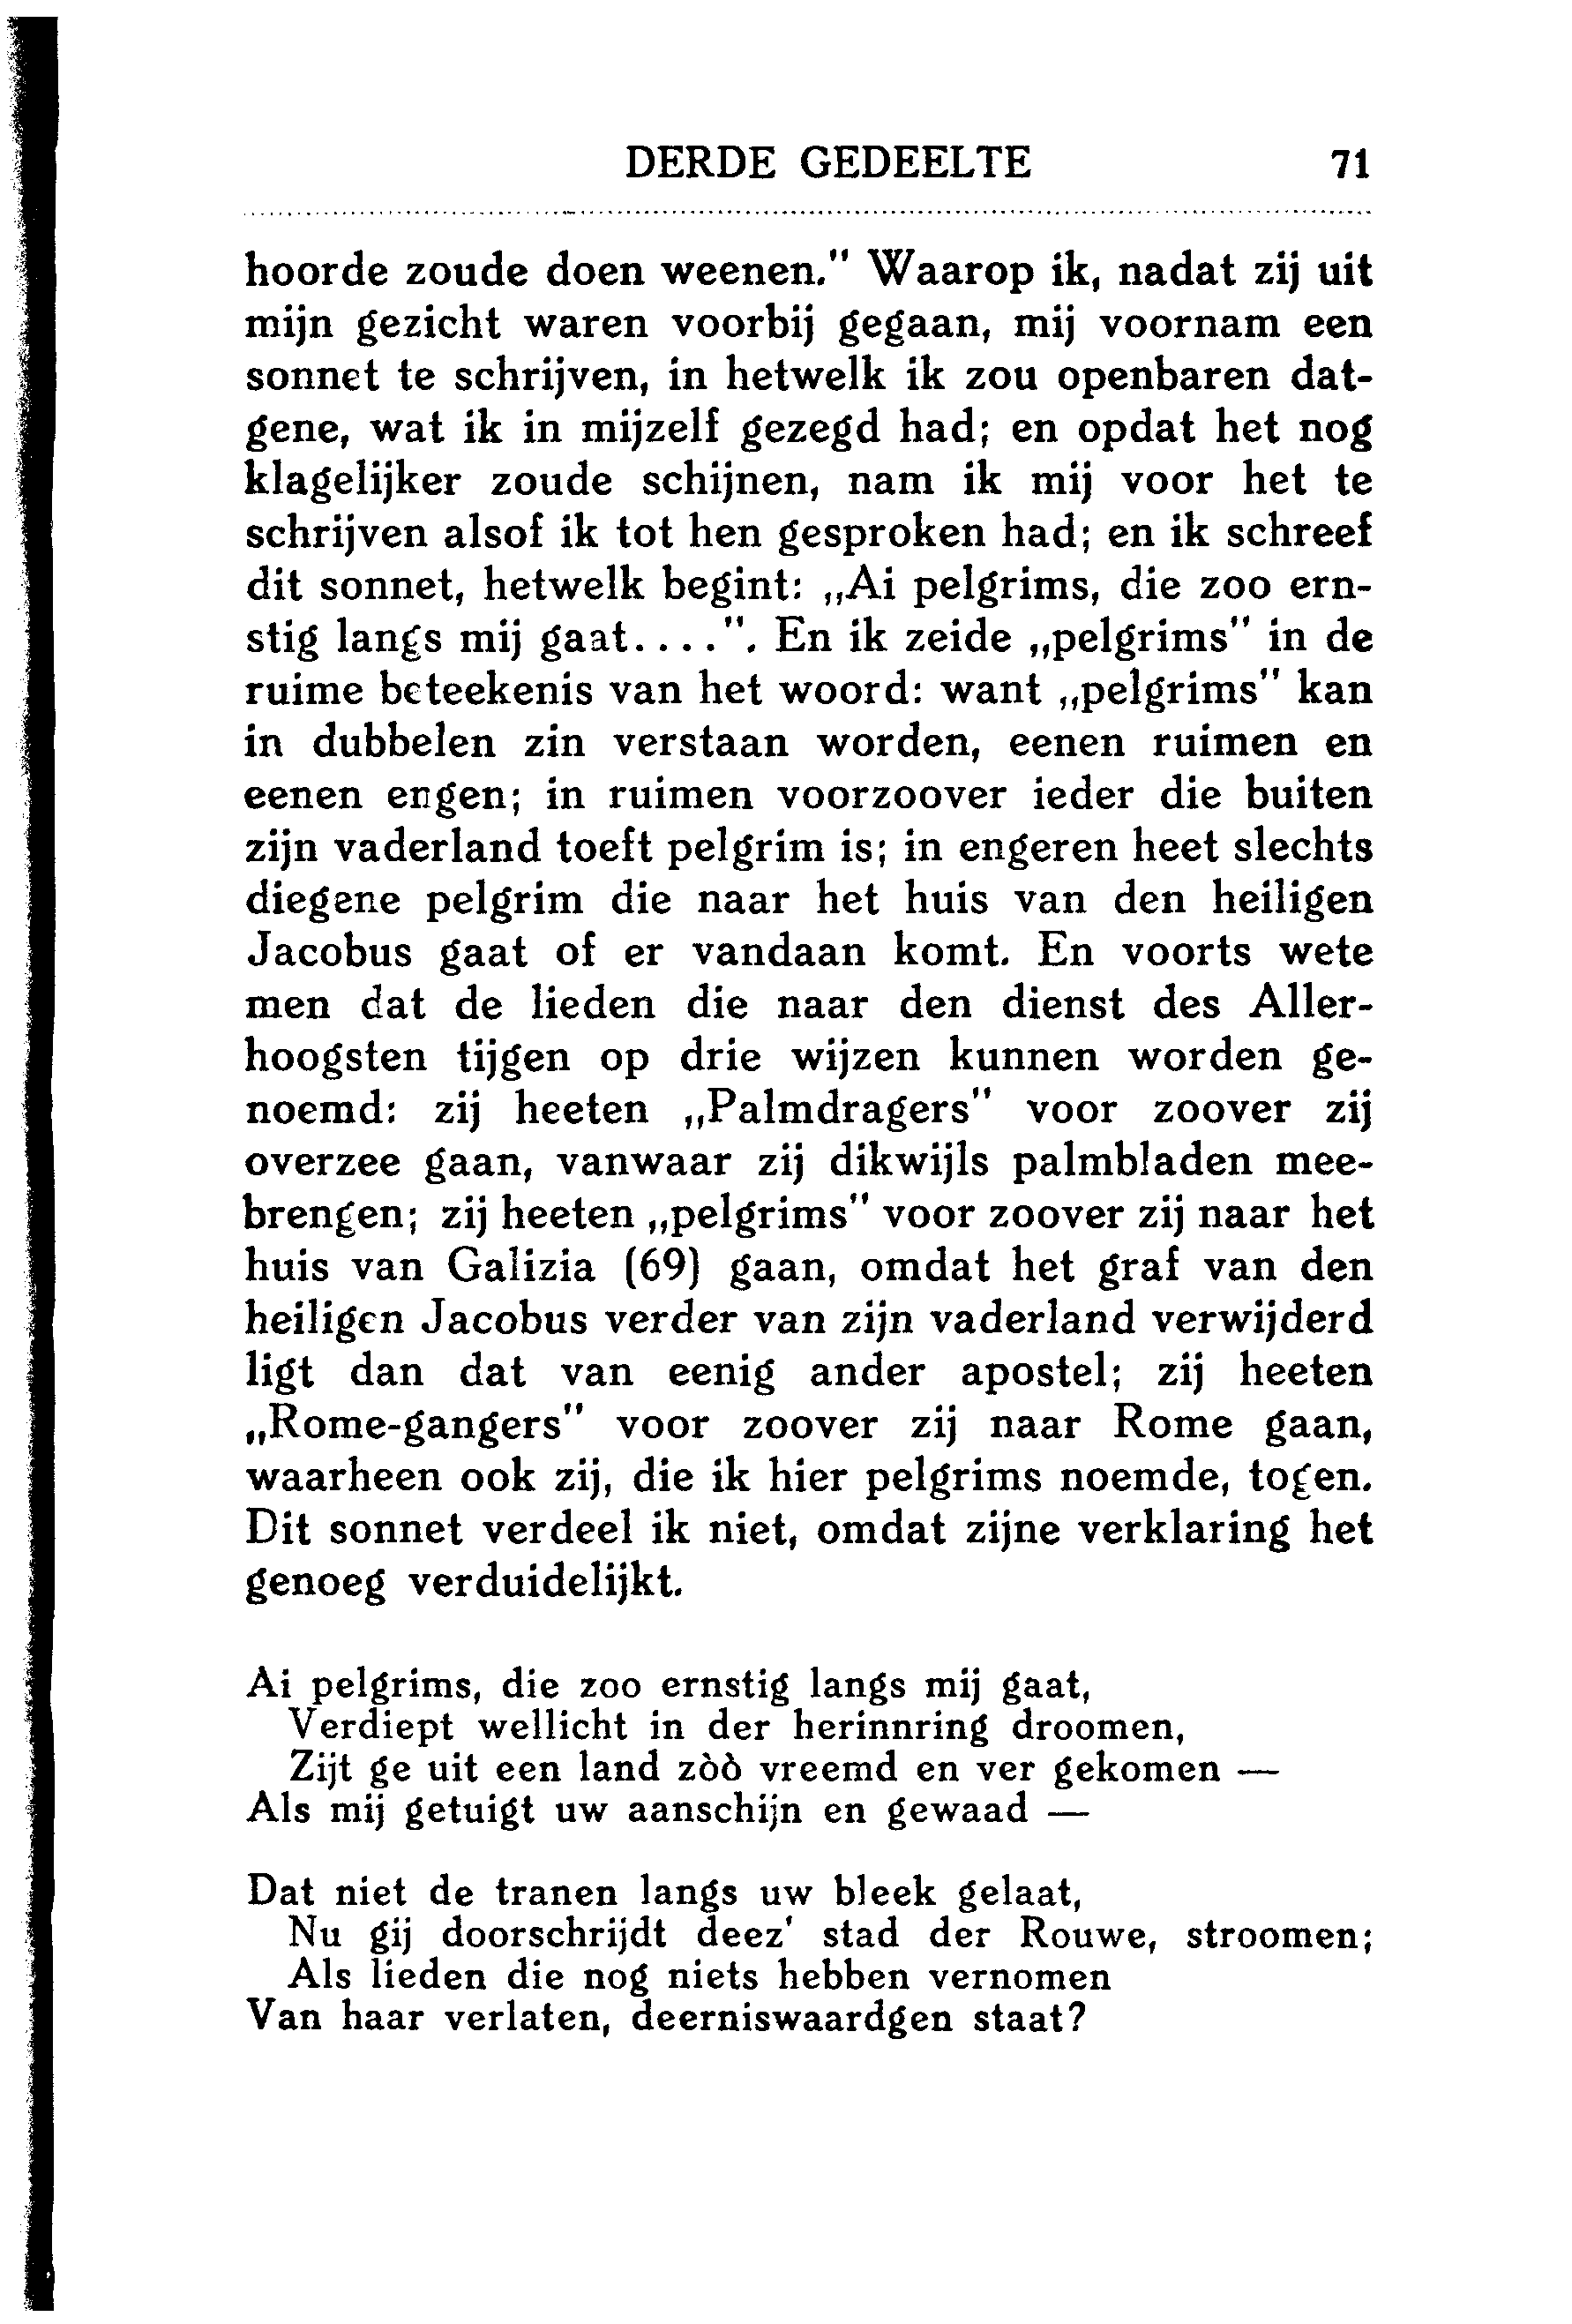 DERDE GEDEELTE 71
hoorde zoude doen weenen." Waarop ik, nadat zij uit
mijn gezicht waren voorbij gegaan, mij voornam een
sonnet te schrijven, in hetwelk ik zou openbaren dat-
gene, wat ik in mijzelf gezegd had; en opdat het nog
klagelijker zoude schijnen, nam ik mij voor het te
schrijven alsof ik tot hen gesproken had; en ik schreef
dit sonnet, hetwelk begint: „Ai pelgrims, die zoo ern-
stig langs mij gaat....". En ik zeide „pelgrims" in de
ruime beteekenis van het woord: want „pelgrims" kan
in dubbelen zin verstaan worden, eenen ruimen en
eenen engen; in ruimen voorzoover ieder die buiten
zijn vaderland toeft pelgrim is; in engeren heet slechts
diegene pelgrim die naar het huis van den heiligen
Jacobus gaat of er vandaan komt. En voorts wete
men dat de lieden die naar den dienst des Aller-
hoogsten tijgen op drie wijzen kunnen worden ge-
noemd: zij heeten „Palmdragers" voor zoover zij
overzee gaan, vanwaar zij dikwijls palmbladen mee-
brengen; zij heeten „pelgrims" voor zoover zij naar het
huis van Galizia (69) gaan, omdat het graf van den
heiligen Jacobus verder van zijn vaderland verwijderd
ligt dan dat van eenig ander apostel; zij heeten
„Rome-gangers" voor zoover zij naar Rome gaan,
waarheen ook zij, die ik hier pelgrims noemde, togen.
Dit sonnet verdeel ik niet, omdat zijne verklaring het
genoeg verduidelijkt.
Ai pelgrims, die zoo ernstig langs mij gaat,
Verdiept wellicht in der herinnring droomen,
Zijt ge uit een land zòò vreemd en ver gekomen —
Als mij getuigt uw aanschijn en gewaad —
Dat niet de tranen langs uw bleek gelaat,
Nu gij doorschrijdt deez' stad der Rouwe, stroomen;
Als lieden die nog niets hebben vernomen
Van haar verlaten, deerniswaardgen staat?